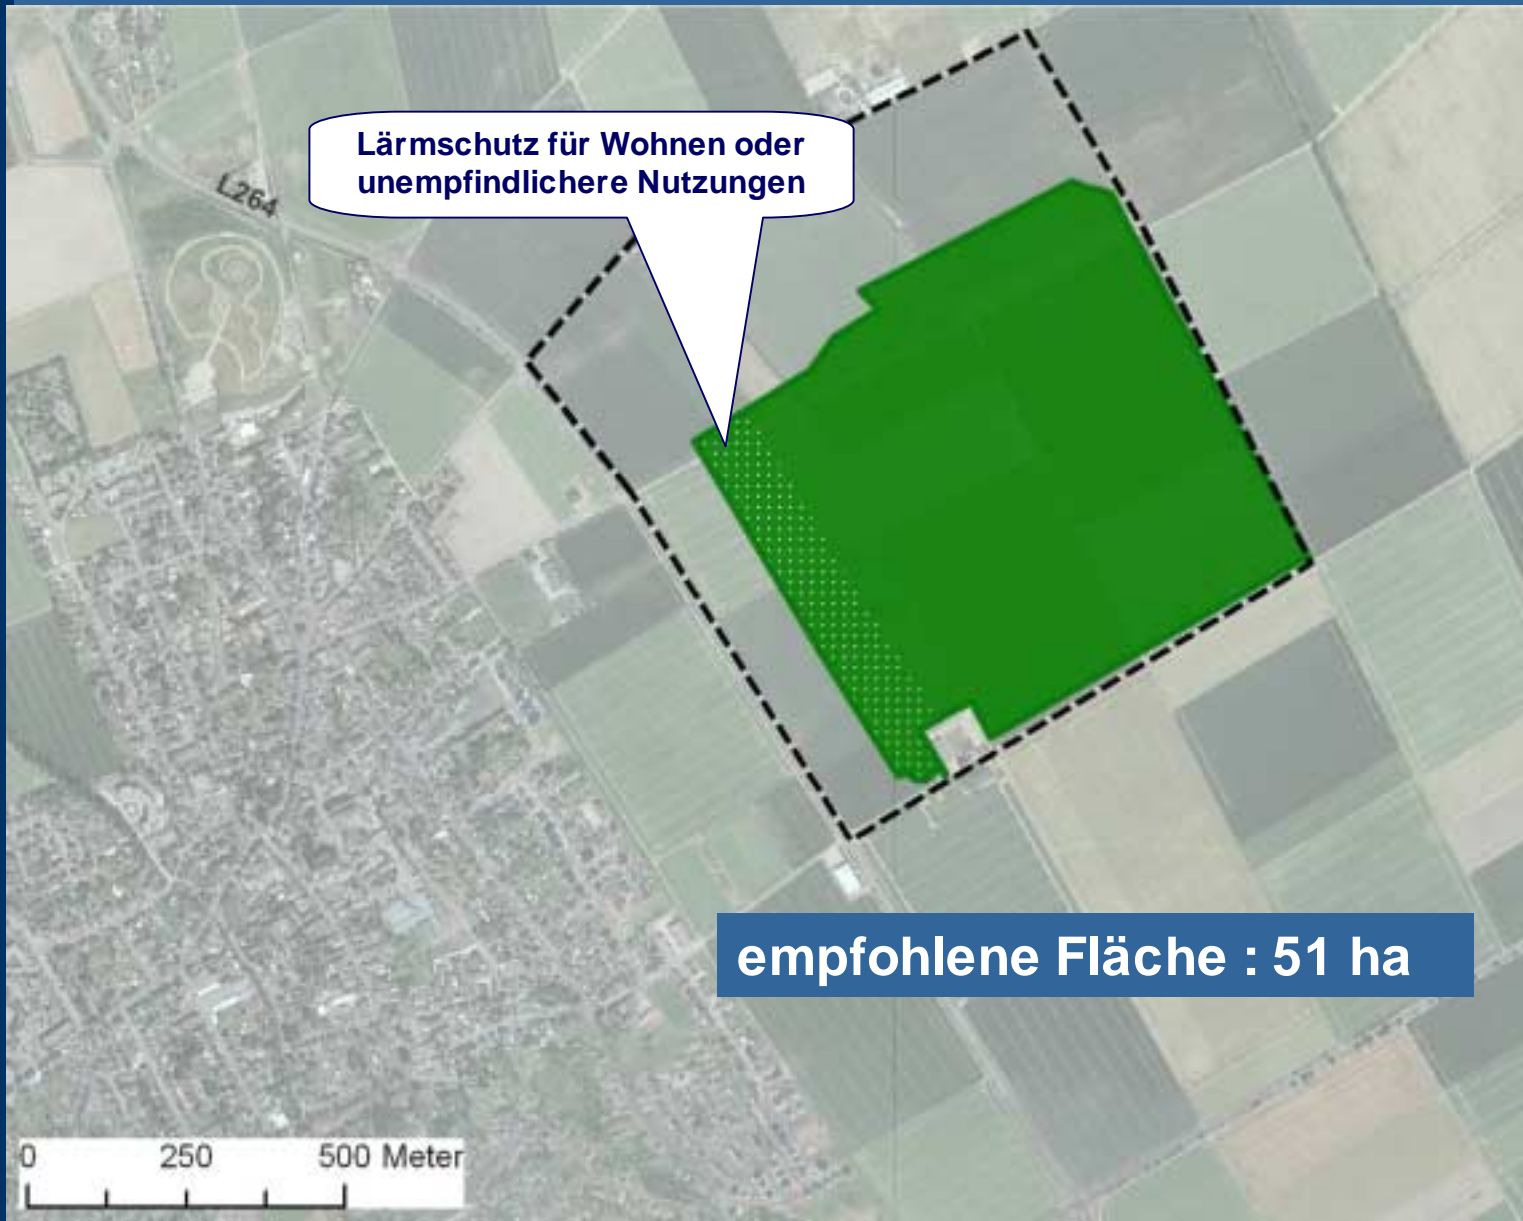 Lärmschutz für Wohnen oder
unempfindlichere Nutzungen
L264
empfohlene Fläche : 51 ha
0 250 500 Meter